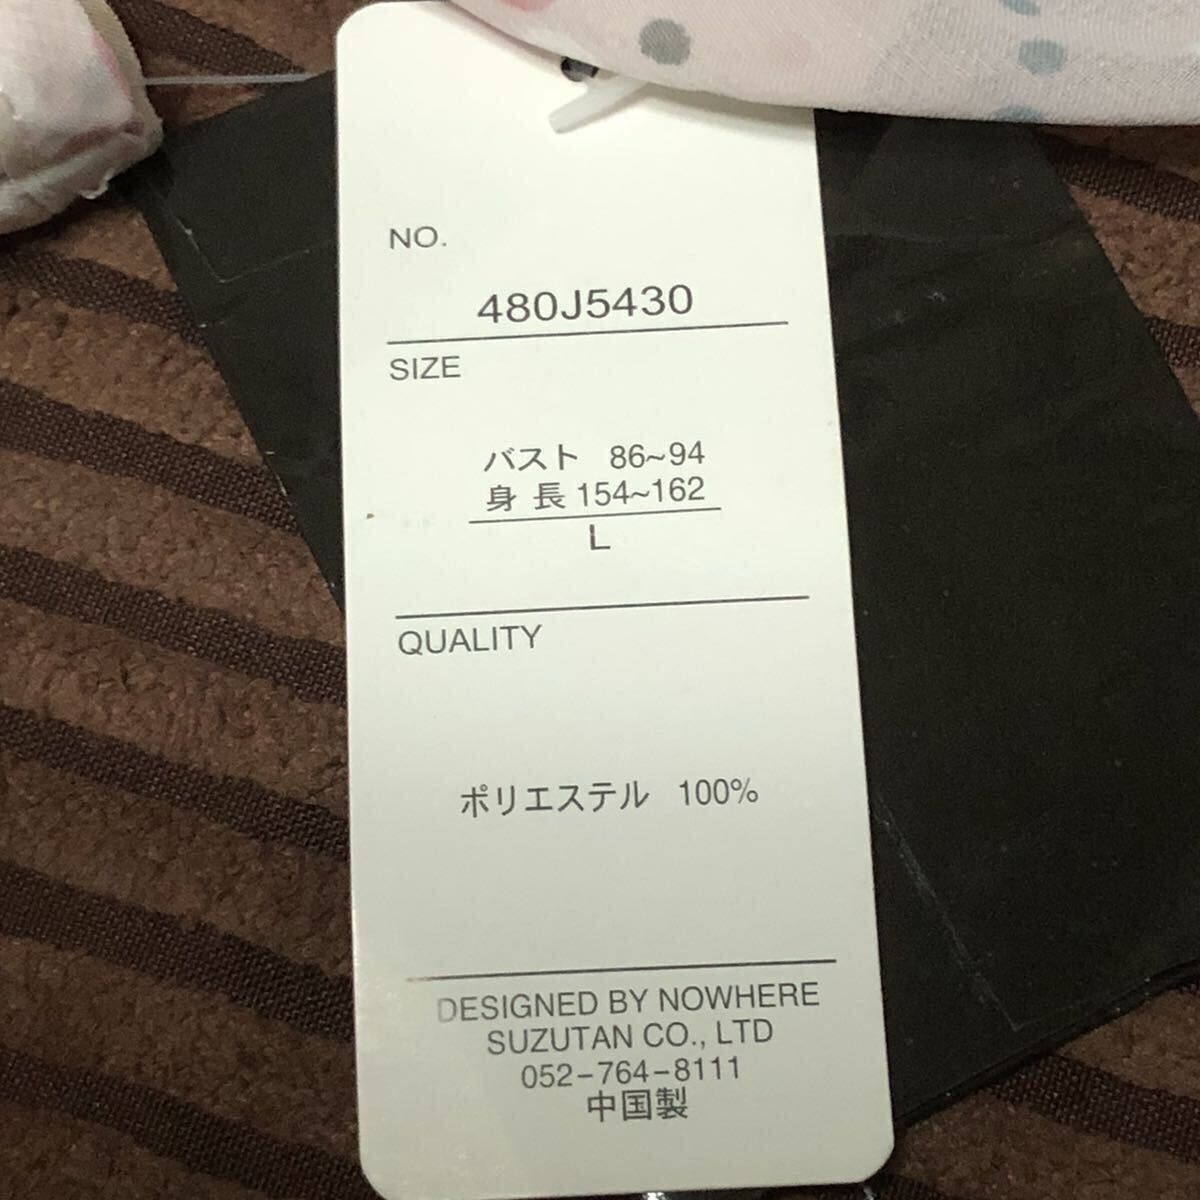 NO.
480J5430
SIZE
バスト 86~94
身長 154~162
L
QUALITY
ポリエステル 100%
DESIGNED BY NOWHERE
SUZUTAN CO., LTD
052-764-8111
中国製